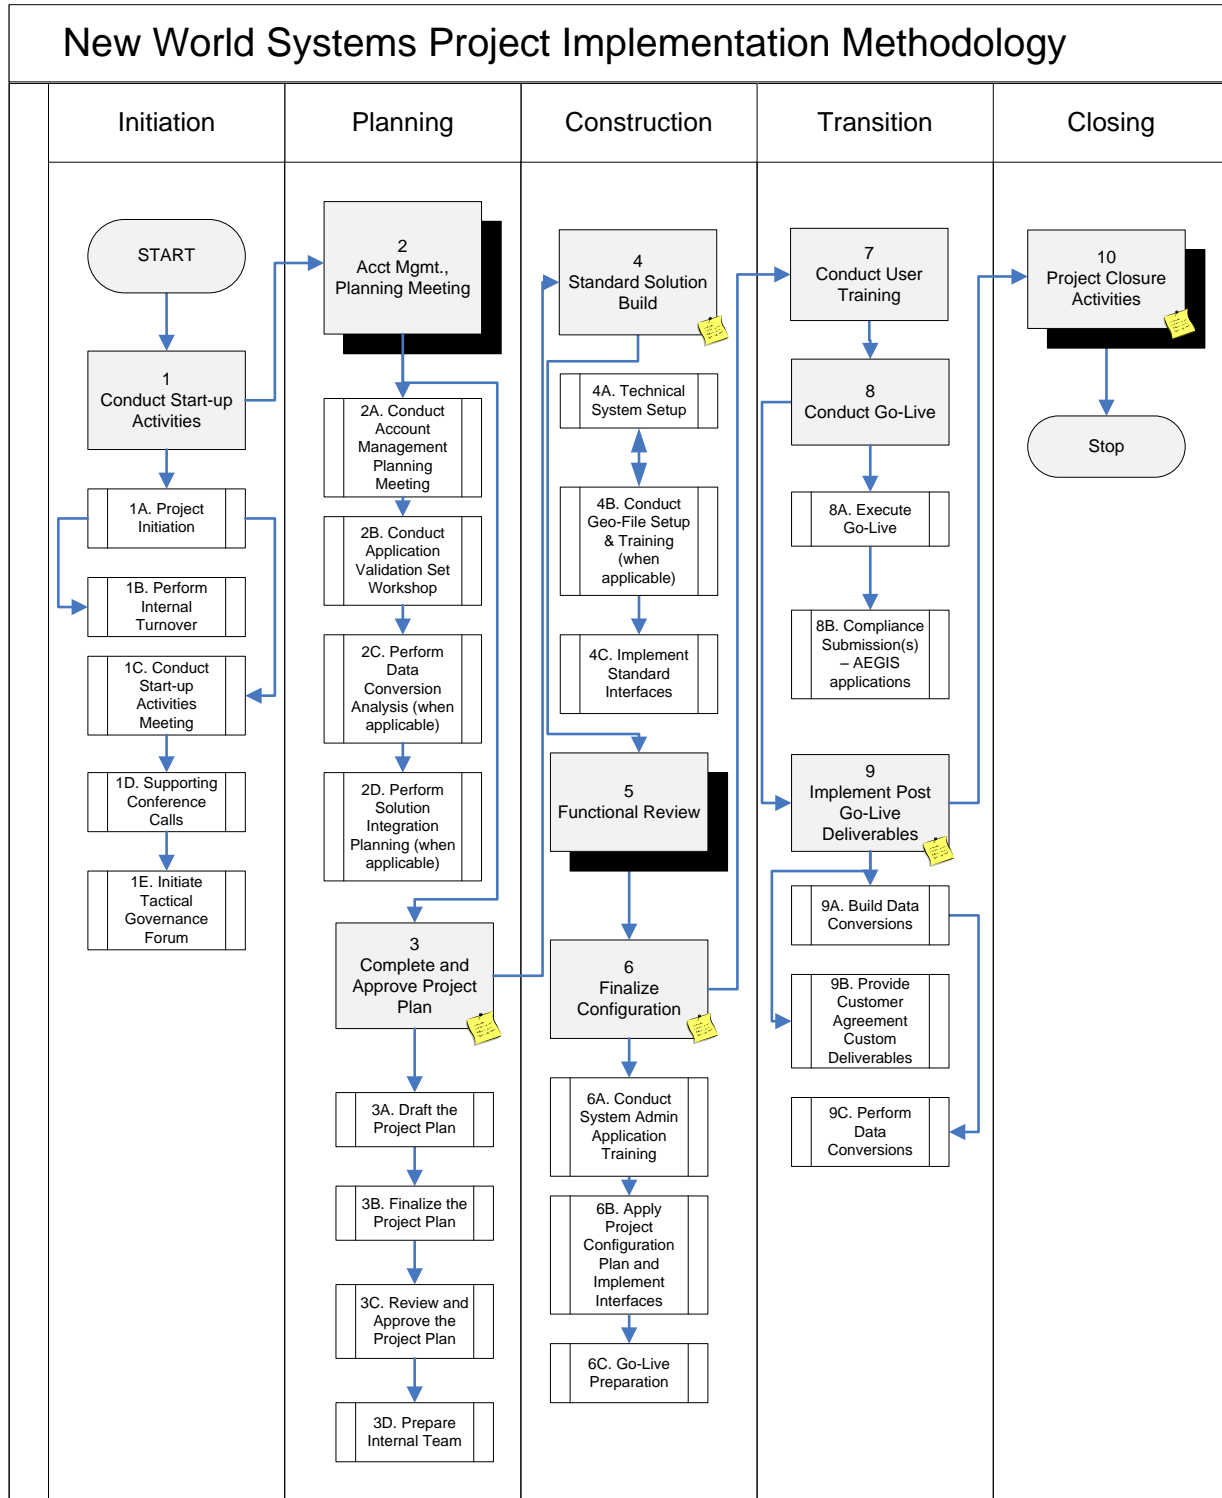 New World Systems Project Implementation Methodology
Initiation
Planning
Construction
Transition
Closing
START
1
Conduct Start-up
Activities
1A. Project
Initiation
1B. Perform
Internal
Turnover
1C. Conduct
Start-up
Activities
Meeting
1D. Supporting
Conference
Calls
1E. Initiate
Tactical
Governance
Forum
2
Acct Mgmt.,
Planning Meeting
2A. Conduct
Account
Management
Planning
Meeting
2B. Conduct
Application
Validation Set
Workshop
2C. Perform
Data
Conversion
Analysis (when
applicable)
2D. Perform
Solution
Integration
Planning (when
applicable)
3
Complete and
Approve Project
Plan
3A. Draft the
Project Plan
3B. Finalize the
Project Plan
3C. Review and
Approve the
Project Plan
3D. Prepare
Internal Team
4
Standard Solution
Build
4A. Technical
System Setup
4B. Conduct
Geo-File Setup
& Training
(when
applicable)
4C. Implement
Standard
Interfaces
5
Functional Review
6
Finalize
Configuration
6A. Conduct
System Admin
Application
Training
6B. Apply
Project
Configuration
Plan and
Implement
Interfaces
6C. Go-Live
Preparation
7
Conduct User
Training
8
Conduct Go-Live
8A. Execute
Go-Live
8B. Compliance
Submission(s)
– AEGIS
applications
9
Implement Post
Go-Live
Deliverables
9A. Build Data
Conversions
9B. Provide
Customer
Agreement
Custom
Deliverables
9C. Perform
Data
Conversions
10
Project Closure
Activities
Stop